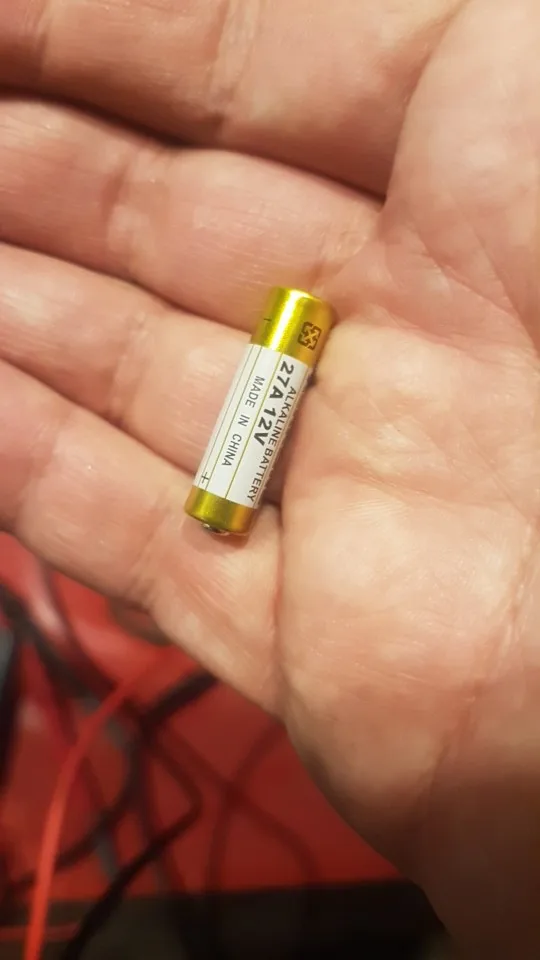 ALKALINE BATTERY
27A 12V
MADE IN CHINA
+